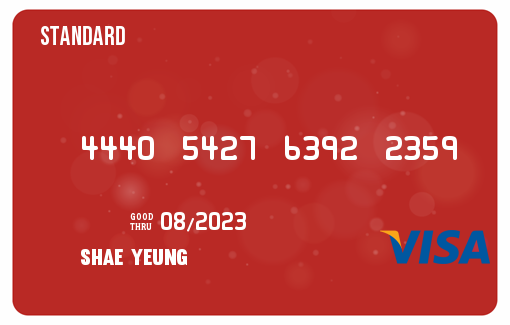 STANDARD
4440 5427 6392 2359
GOOD THRU 08/2023
SHAE YEUNG
VISA